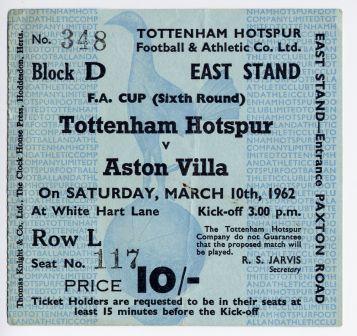 No. 348
TOTTENHAM HOTSPUR
Football & Athletic Co. Ltd.
Block D EAST STAND
F.A. CUP (Sixth Round)
Tottenham Hotspur
v
Aston Villa
On SATURDAY, MARCH 10th, 1962
At White Hart Lane Kick-off 3.00 p.m.
Row L
Seat No. 117
The Tottenham Hotspur
Company do not Guarantee
that the proposed match will
be played.
R. S. JARVIS
Secretary
PRICE 10/-
Ticket Holders are requested to be in their seats at
least 15 minutes before the Kick-off
EAST STAND—Entrance PAXTON ROAD
Thomas Knight & Co., Ltd., The Clock House Press, Hoddesdon, Herts.